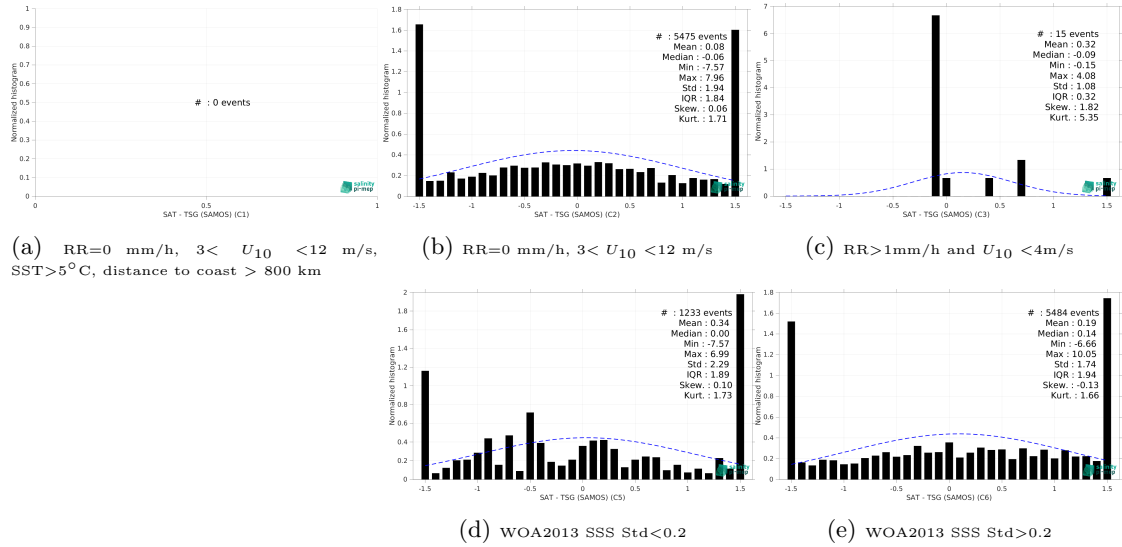 1
0.9
0.8
0.7
0.6
0.5
0.4
0.3
0.2
0.1
0
Normalized histogram
# : 0 events
salinity
pi-mep
0 0.5 1
SAT - TSG (SAMOS) (C1)
(a) RR=0 mm/h, 3< U10 <12 m/s,
SST>5°C, distance to coast > 800 km
1.8
1.6
1.4
1.2
1
0.8
0.6
0.4
0.2
0
Normalized histogram
# : 5475 events
Mean : 0.08
Median : -0.06
Min : -7.57
Max : 7.96
Std : 1.94
IQR : 1.84
Skew. : 0.06
Kurt. : 1.71
salinity
pi-mep
-1.5 -1 -0.5 0 0.5 1 1.5
SAT - TSG (SAMOS) (C2)
(b) RR=0 mm/h, 3< U10 <12 m/s
7
6
5
4
3
2
1
0
Normalized histogram
# : 15 events
Mean : 0.32
Median : -0.09
Min : -0.15
Max : 4.08
Std : 1.08
IQR : 0.32
Skew. : 1.82
Kurt. : 5.35
salinity
pi-mep
-1.5 -1 -0.5 0 0.5 1 1.5
SAT - TSG (SAMOS) (C3)
(c) RR>1mm/h and U10 <4m/s
2
1.8
1.6
1.4
1.2
1
0.8
0.6
0.4
0.2
0
Normalized histogram
# : 1233 events
Mean : 0.34
Median : 0.00
Min : -7.57
Max : 6.99
Std : 2.29
IQR : 1.89
Skew. : 0.10
Kurt. : 1.73
salinity
pi-mep
-1.5 -1 -0.5 0 0.5 1 1.5
SAT - TSG (SAMOS) (C5)
(d) WOA2013 SSS Std<0.2
1.8
1.6
1.4
1.2
1
0.8
0.6
0.4
0.2
0
Normalized histogram
# : 5484 events
Mean : 0.19
Median : 0.14
Min : -6.66
Max : 10.05
Std : 1.74
IQR : 1.94
Skew. : -0.13
Kurt. : 1.66
salinity
pi-mep
-1.5 -1 -0.5 0 0.5 1 1.5
SAT - TSG (SAMOS) (C6)
(e) WOA2013 SSS Std>0.2